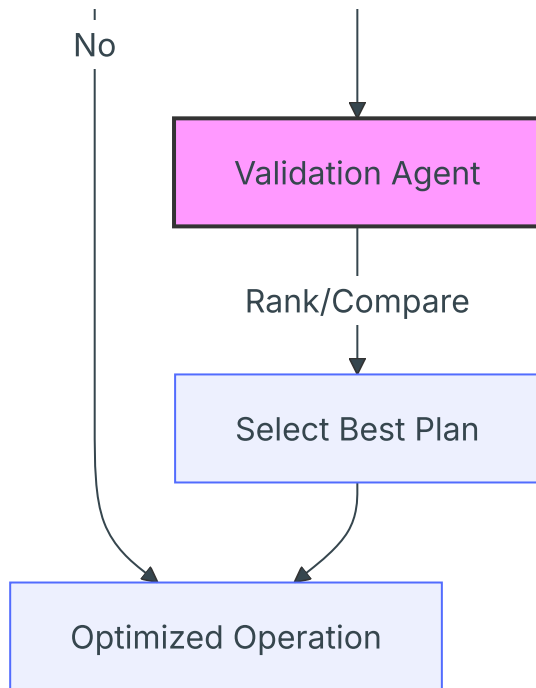 No
Validation Agent
Rank/Compare
Select Best Plan
Optimized Operation